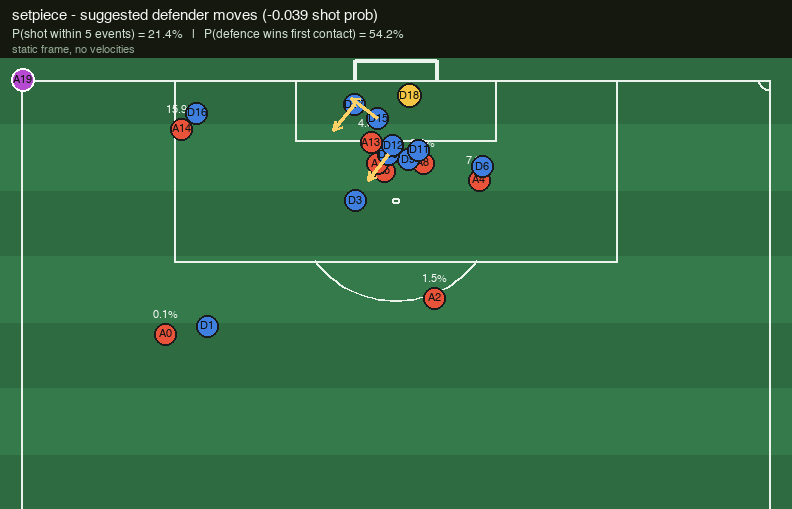 setpiece - suggested defender moves (-0.039 shot prob)
P(shot within 5 events) = 21.4% | P(defence wins first contact) = 54.2%
static frame, no velocities
A19
D18
D16
D15
A14
A13
D12
D11
A8
D6
A4
D3
1.5%
A2
0.1%
A0
D1